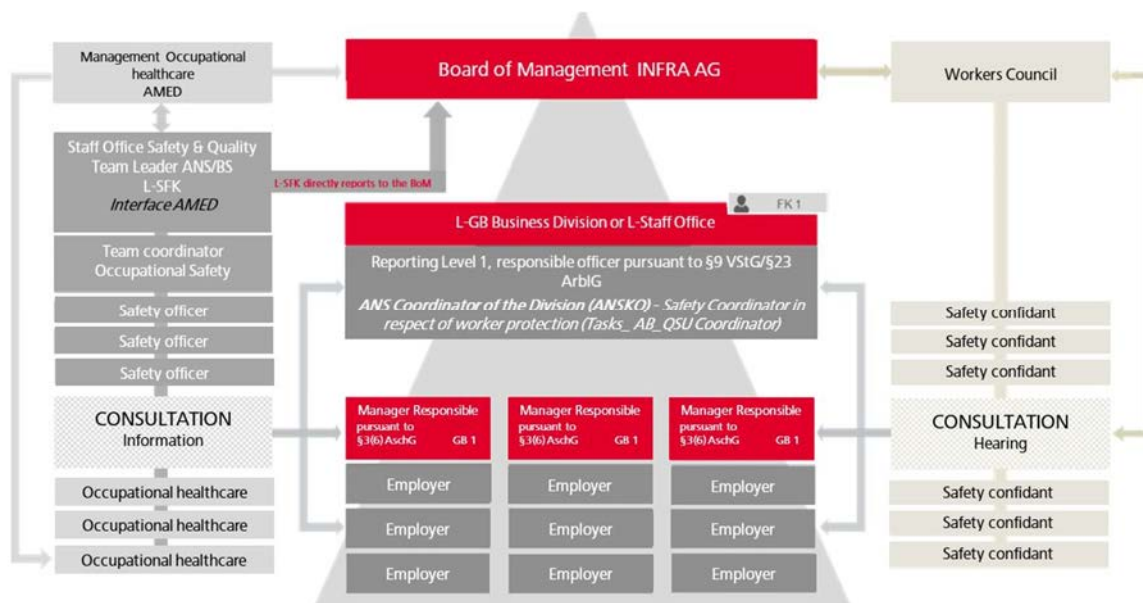 Management Occupational
healthcare
AMED
Board of Management INFRA AG
Workers Council
Staff Office Safety & Quality
Team Leader ANS/BS
L-SFK
Interface AMED
L-SFK directly reports to the BoM
FK 1
L-GB Business Division or L-Staff Office
Team coordinator
Occupational Safety
Reporting Level 1, responsible officer pursuant to §9 VStG/§23
ArbIG
ANS Coordinator of the Division (ANSKO) - Safety Coordinator in
respect of worker protection (Tasks_ AB_QSU Coordinator)
Safety officer
Safety officer
Safety officer
Safety confidant
Safety confidant
Safety confidant
CONSULTATION
Information
Manager Responsible
pursuant to
§3(6) AschG GB 1
Manager Responsible
pursuant to
§3(6) AschG GB 1
Manager Responsible
pursuant to
§3(6) AschG GB 1
CONSULTATION
Hearing
Occupational healthcare
Occupational healthcare
Occupational healthcare
Employer
Employer
Employer
Employer
Employer
Employer
Employer
Employer
Employer
Safety confidant
Safety confidant
Safety confidant